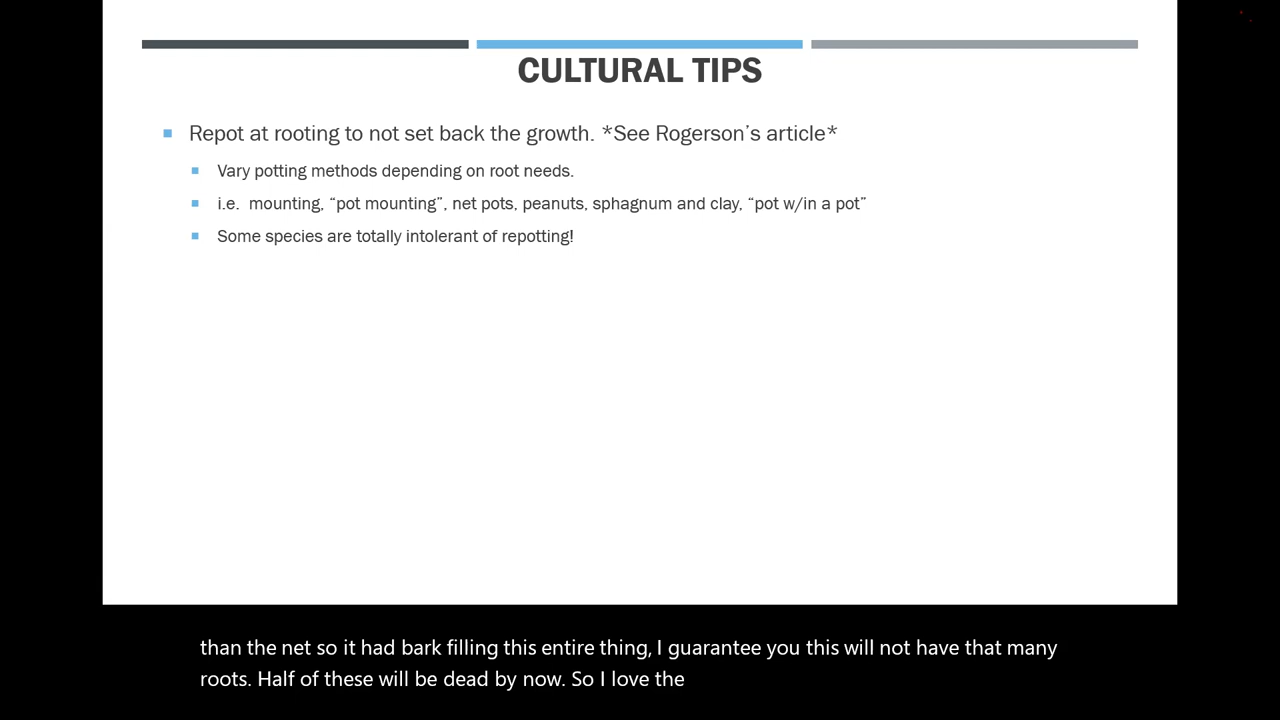 CULTURAL TIPS
Repot at rooting to not set back the growth. *See Rogerson’s article*
Vary potting methods depending on root needs.
i.e. mounting, “pot mounting”, net pots, peanuts, sphagnum and clay, “pot w/in a pot”
Some species are totally intolerant of repotting!
than the net so it had bark filling this entire thing, I guarantee you this will not have that many
roots. Half of these will be dead by now. So I love the